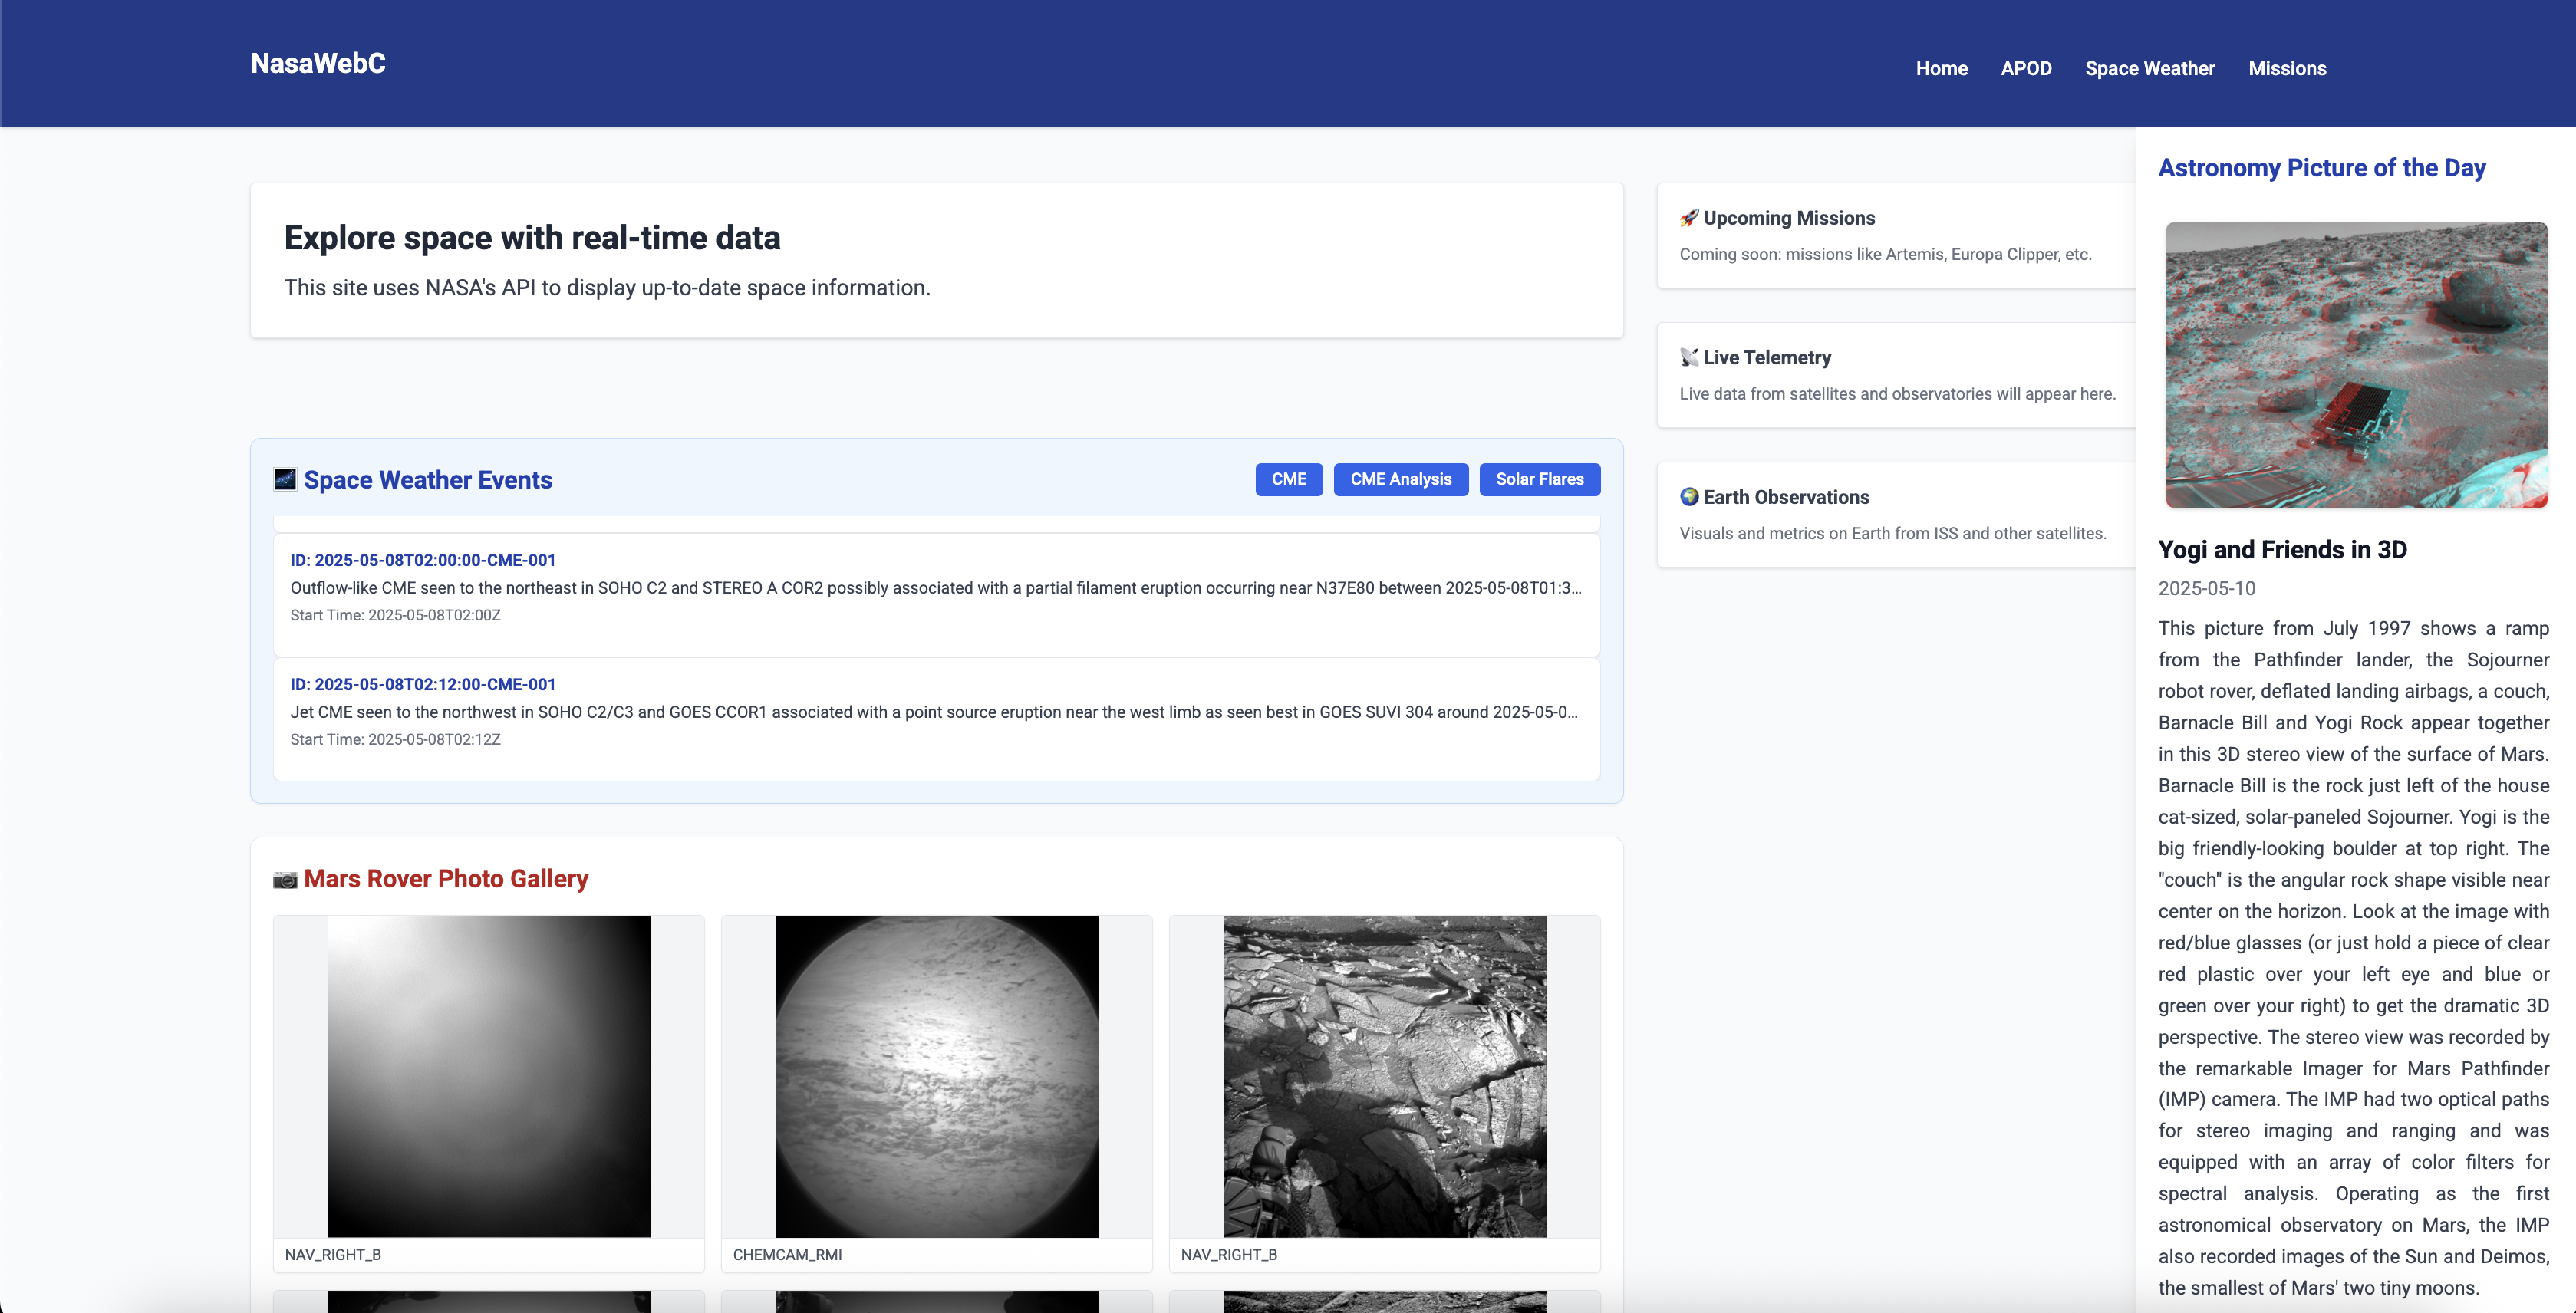 NasaWebC
Home APOD Space Weather Missions
Explore space with real-time data
This site uses NASA's API to display up-to-date space information.
🌌 Space Weather Events
CME CME Analysis Solar Flares
ID: 2025-05-08T02:00:00-CME-001
Outflow-like CME seen to the northeast in SOHO C2 and STEREO A COR2 possibly associated with a partial filament eruption occurring near N37E80 between 2025-05-08T01:3...
Start Time: 2025-05-08T02:00Z
ID: 2025-05-08T02:12:00-CME-001
Jet CME seen to the northwest in SOHO C2/C3 and GOES CCOR1 associated with a point source eruption near the west limb as seen best in GOES SUVI 304 around 2025-05-0...
Start Time: 2025-05-08T02:12Z
📷 Mars Rover Photo Gallery
NAV_RIGHT_B
CHEMCAM_RMI
NAV_RIGHT_B
🚀 Upcoming Missions
Coming soon: missions like Artemis, Europa Clipper, etc.
📡 Live Telemetry
Live data from satellites and observatories will appear here.
🌍 Earth Observations
Visuals and metrics on Earth from ISS and other satellites.
Astronomy Picture of the Day
Yogi and Friends in 3D
2025-05-10
This picture from July 1997 shows a ramp
from the Pathfinder lander, the Sojourner
robot rover, deflated landing airbags, a couch,
Barnacle Bill and Yogi Rock appear together
in this 3D stereo view of the surface of Mars.
Barnacle Bill is the rock just left of the house
cat-sized, solar-paneled Sojourner. Yogi is the
big friendly-looking boulder at top right. The
"couch" is the angular rock shape visible near
center on the horizon. Look at the image with
red/blue glasses (or just hold a piece of clear
red plastic over your left eye and blue or
green over your right) to get the dramatic 3D
perspective. The stereo view was recorded by
the remarkable Imager for Mars Pathfinder
(IMP) camera. The IMP had two optical paths
for stereo imaging and ranging and was
equipped with an array of color filters for
spectral analysis. Operating as the first
astronomical observatory on Mars, the IMP
also recorded images of the Sun and Deimos,
the smallest of Mars' two tiny moons.